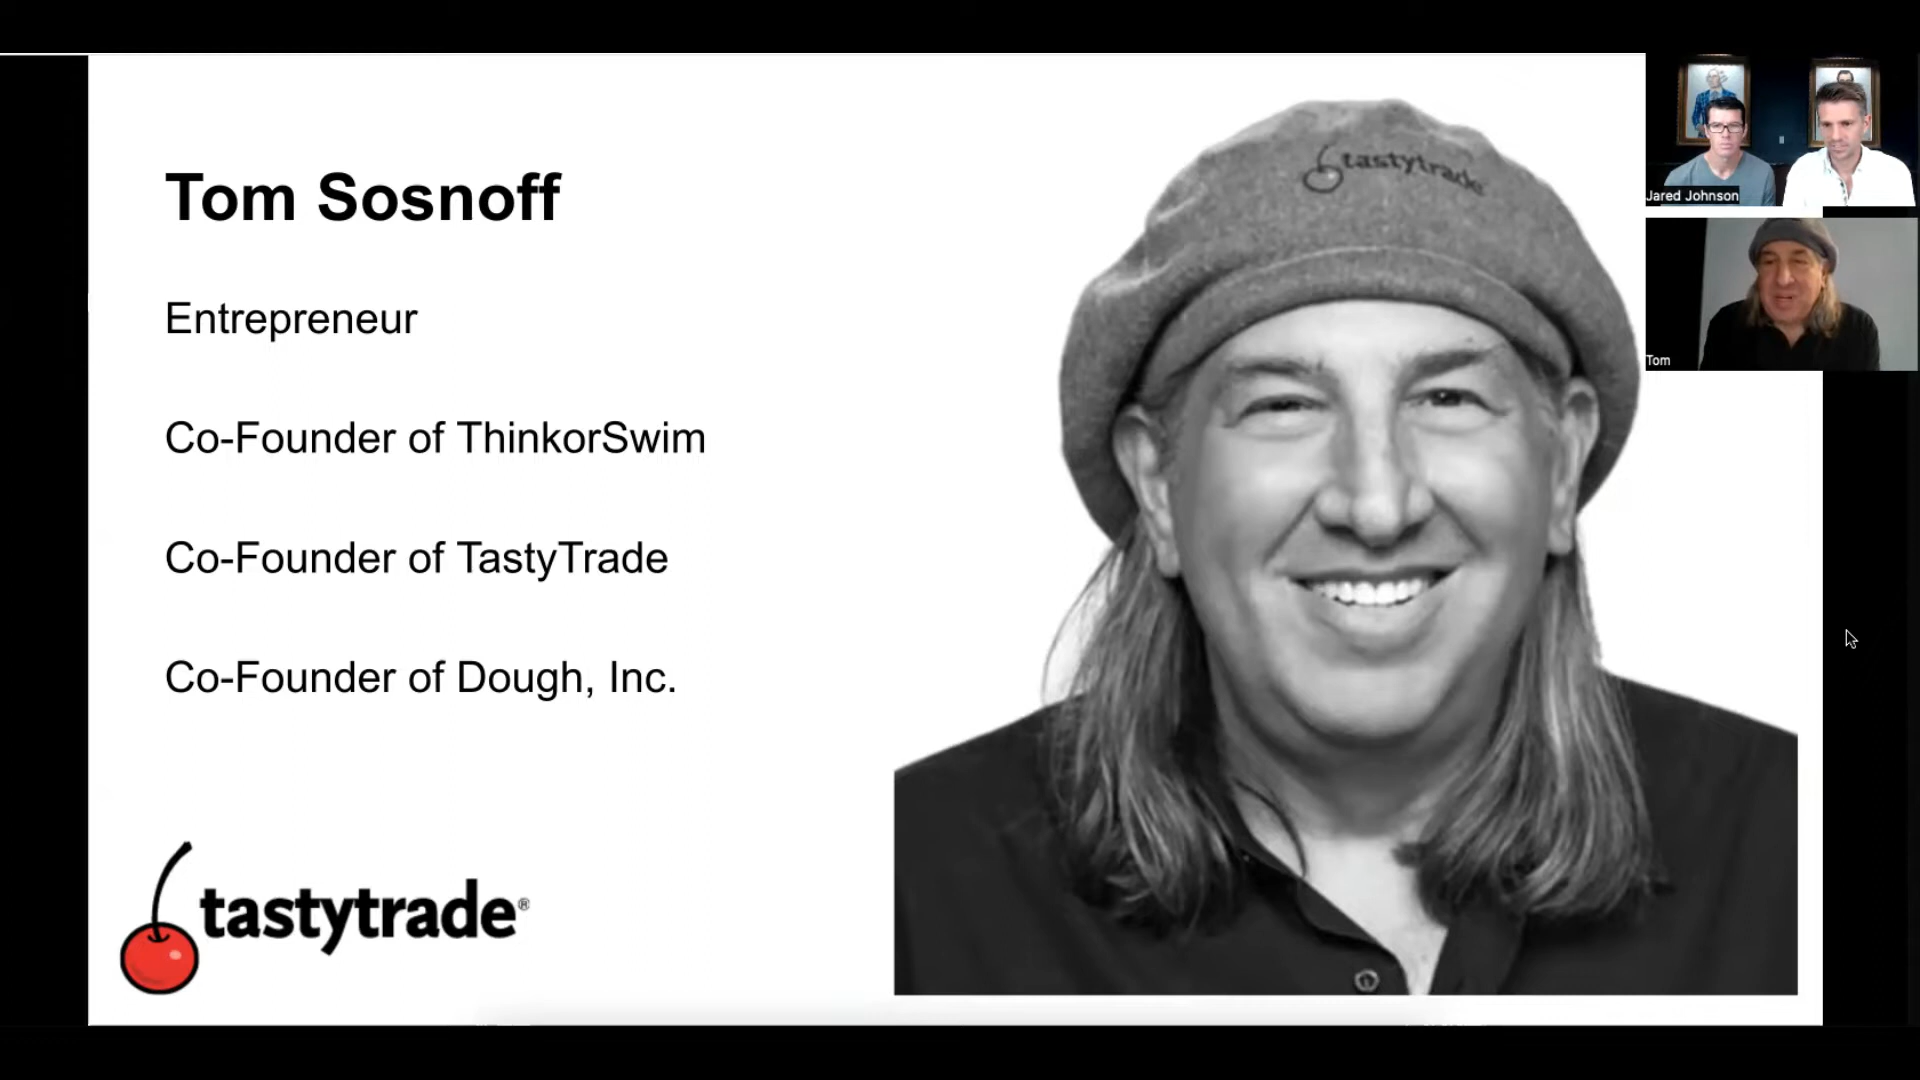 Tom Sosnoff
Entrepreneur
Co-Founder of ThinkorSwim
Co-Founder of TastyTrade
Co-Founder of Dough, Inc.
tastytrade®
tastytrade
Jared Johnson
Tom